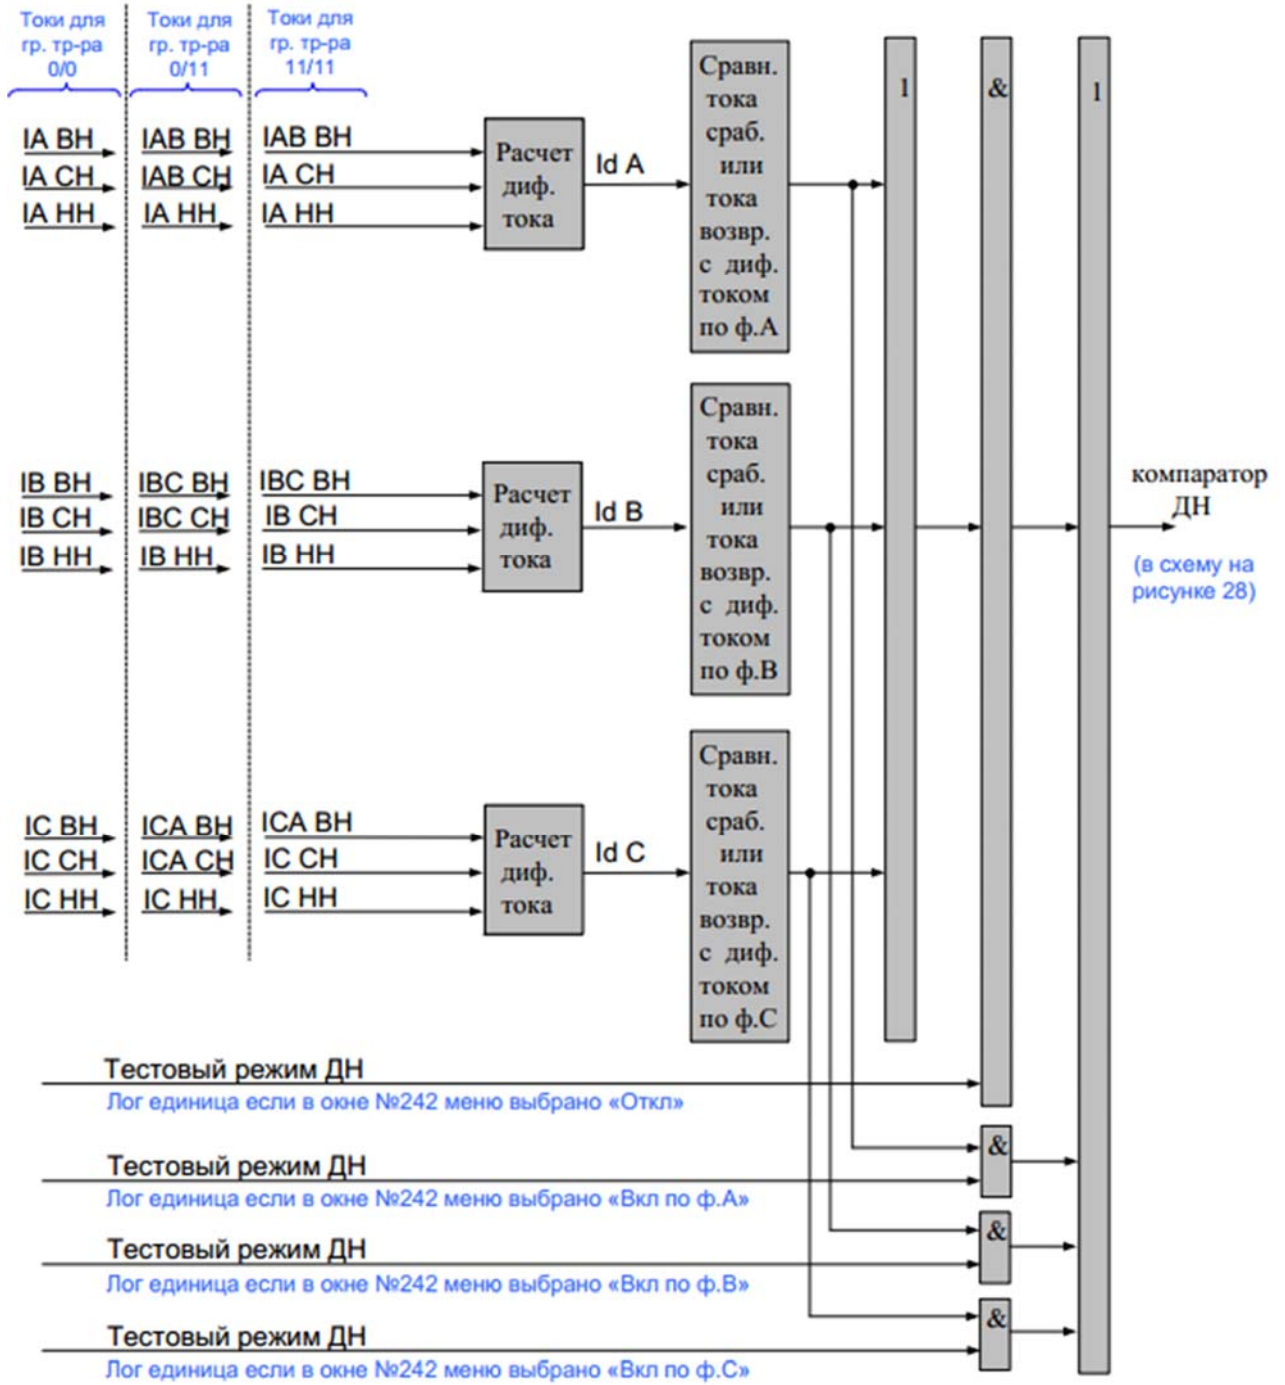 Токи для
гр. тр-ра
0/0
Токи для
гр. тр-ра
0/11
Токи для
гр. тр-ра
11/11
IA ВН
IAB ВН
IAB ВН
IA СН
IAB СН
IA СН
IA НН
IA НН
IA НН
Расчет
диф.
тока
Id A
Сравн.
тока
сраб.
или
тока
возвр.
с диф.
током
по ф.А
1
&
1
IB ВН
IBC ВН
IBC ВН
IB СН
IBC СН
IB СН
IB НН
IB НН
IB НН
Расчет
диф.
тока
Id B
Сравн.
тока
сраб.
или
тока
возвр.
с диф.
током
по ф.В
компаратор
ДН
(в схему на
рисунке 28)
IC ВН
ICA ВН
ICA ВН
IC СН
ICA СН
IC СН
IC НН
IC НН
IC НН
Расчет
диф.
тока
Id C
Сравн.
тока
сраб.
или
тока
возвр.
с диф.
током
по ф.С
Тестовый режим ДН
Лог единица если в окне №242 меню выбрано «Откл»
Тестовый режим ДН
Лог единица если в окне №242 меню выбрано «Вкл по ф.А»
&
Тестовый режим ДН
Лог единица если в окне №242 меню выбрано «Вкл по ф.В»
&
Тестовый режим ДН
Лог единица если в окне №242 меню выбрано «Вкл по ф.С»
&